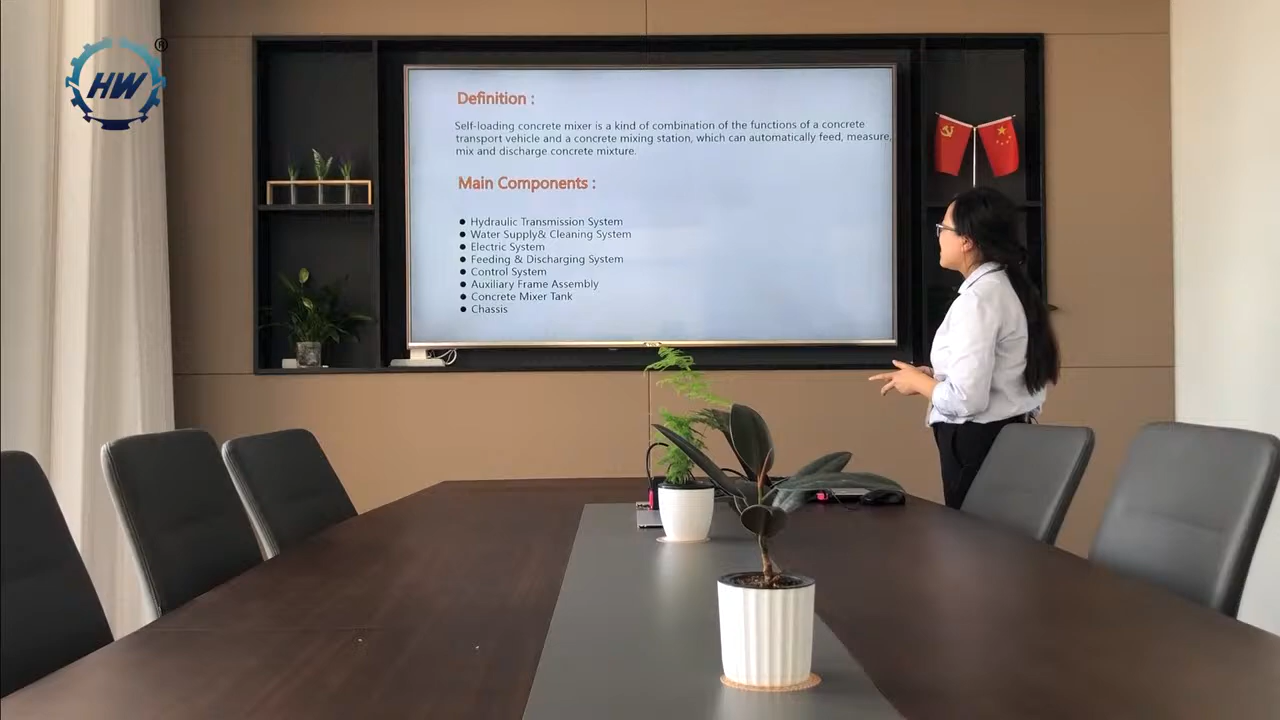 HW®
Definition :
Self-loading concrete mixer is a kind of combination of the functions of a concrete
transport vehicle and a concrete mixing station, which can automatically feed, measure,
mix and discharge concrete mixture.
Main Components :
● Hydraulic Transmission System
● Water Supply& Cleaning System
● Electric System
● Feeding & Discharging System
● Control System
● Auxiliary Frame Assembly
● Concrete Mixer Tank
● Chassis
TCL